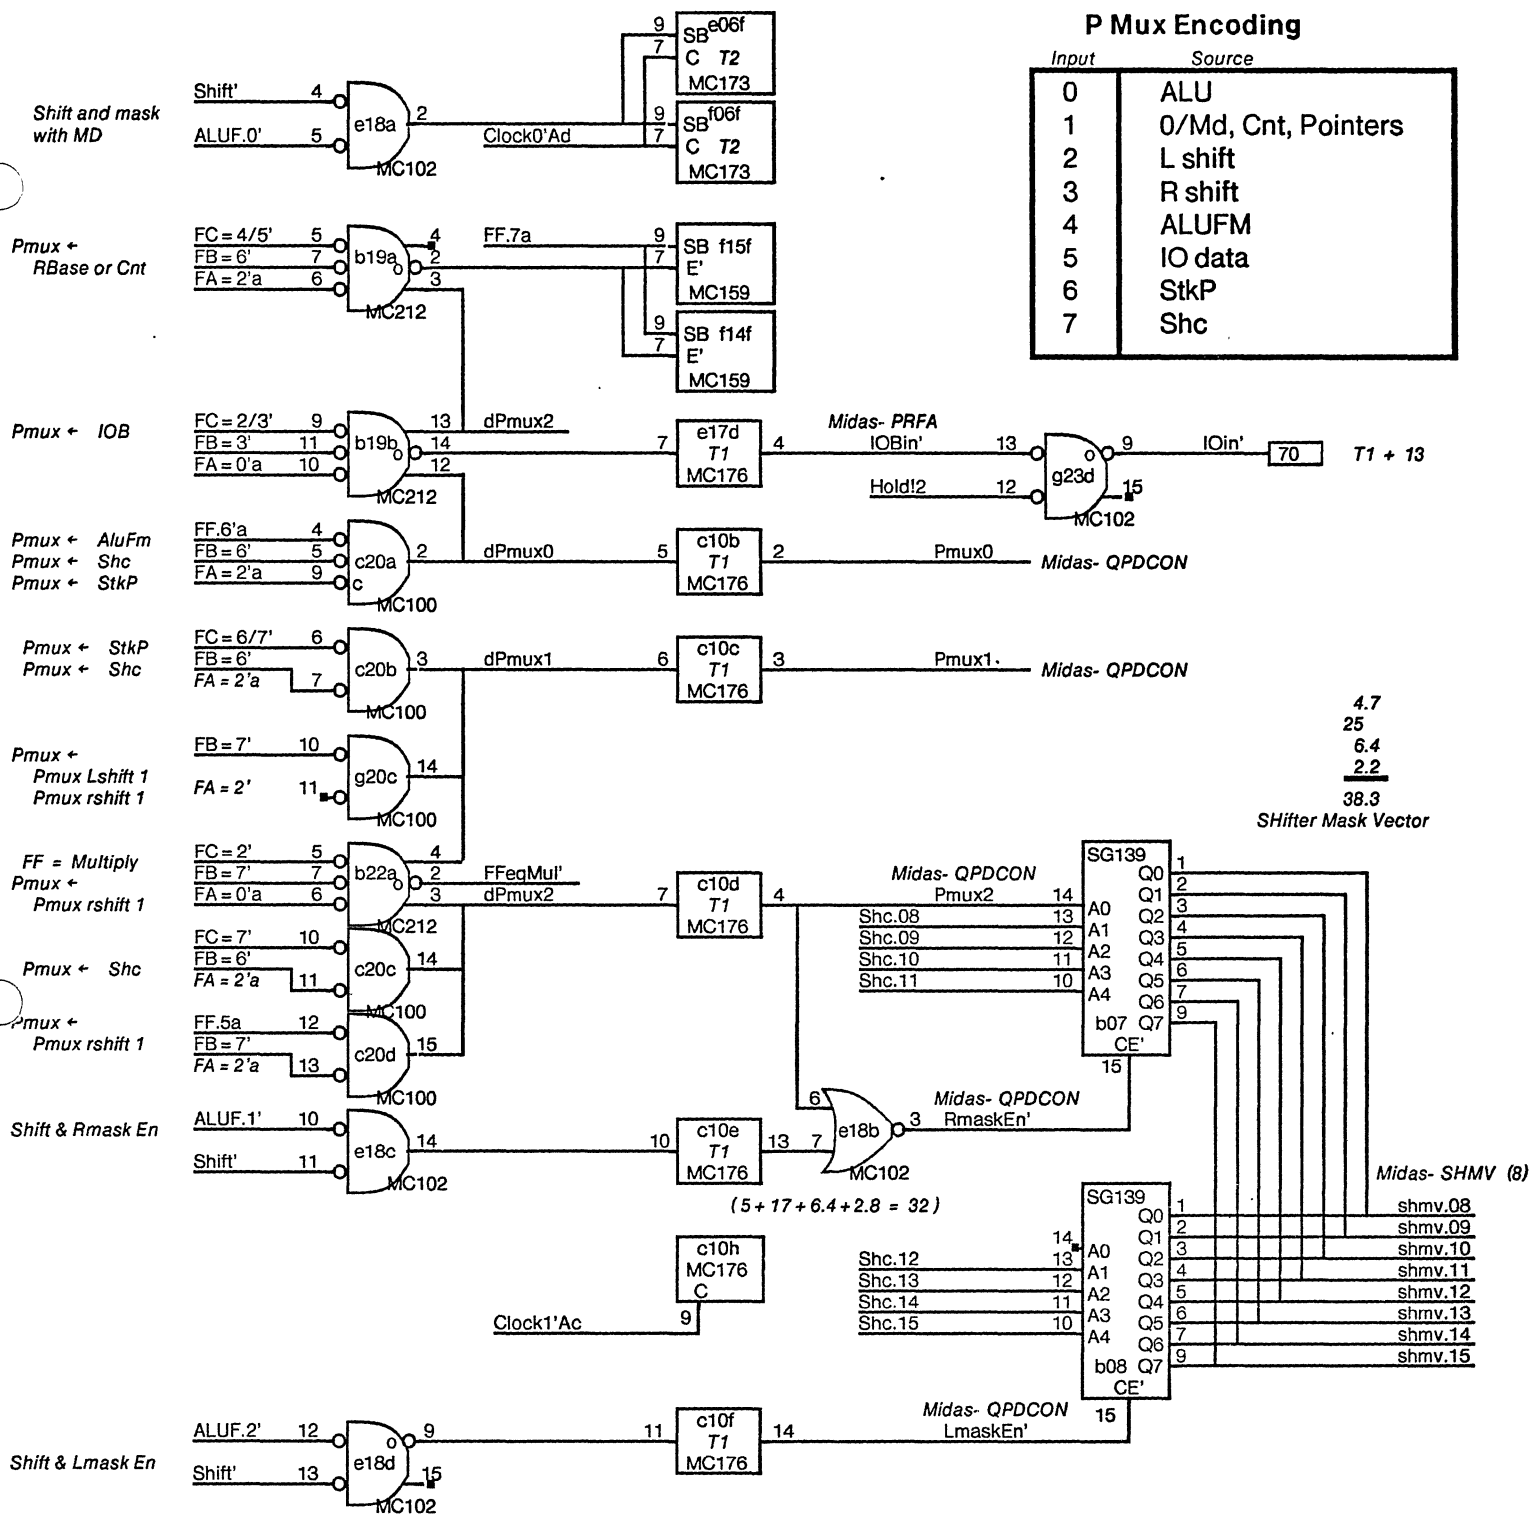 P Mux Encoding
Input Source
0 ALU
1 0/Md, Cnt, Pointers
2 L shift
3 R shift
4 ALUFM
5 IO data
6 StkP
7 Shc
Shift and mask
with MD
Shift' 4
ALUF.0' 5
e18a
2
MC102
Clock0'Ad
9 SB e06f
7 C T2
MC173
9 SB f06f
7 C T2
MC173
Pmux ←
RBase or Cnt
FC = 4/5' 5
FB = 6' 7
FA = 2'a 6
b19a
4
2
3
MC212
FF.7a
9 SB f15f
7 E'
MC159
9 SB f14f
7 E'
MC159
Pmux ← IOB
FC = 2/3' 9
FB = 3' 11
FA = 0'a 10
b19b
13 dPmux2
14
12
MC212
7 e17d 4
T1
MC176
Midas- PRFA
IOBin' 13
Hold!2 12
g23d
9 IOin' 70 T1 + 13
15
MC102
Pmux ← AluFm
Pmux ← Shc
Pmux ← StkP
FF.6'a 4
FB = 6' 5
FA = 2'a 9
c20a
c
2 dPmux0
MC100
5 c10b 2
T1
MC176
Pmux0
Midas- QPDCON
Pmux ← StkP
Pmux ← Shc
FC = 6/7' 6
FB = 6'
FA = 2'a 7
c20b
3 dPmux1
MC100
6 c10c 3
T1
MC176
Pmux1
Midas- QPDCON
4.7
25
6.4
2.2
38.3
SHifter Mask Vector
Pmux ←
Pmux Lshift 1
Pmux rshift 1
FB = 7' 10
FA = 2' 11
g20c
14
MC100
FF = Multiply
Pmux ←
Pmux rshift 1
FC = 2' 5
FB = 7' 7
FA = 0'a 6
b22a
4
2 FFeqMul'
3 dPmux2
MC212
7 c10d 4
T1
MC176
Midas- QPDCON
Pmux2 14 A0
Shc.08 13 A1
Shc.09 12 A2
Shc.10 11 A3
Shc.11 10 A4
SG139
Q0 1
Q1 2
Q2 3
Q3 4
Q4 5
Q5 6
Q6 7
b07 Q7 9
CE'
15
Pmux ← Shc
FC = 7' 10
FB = 6'
FA = 2'a 11
c20c
14
MC100
Pmux ←
Pmux rshift 1
FF.5a 12
FB = 7'
FA = 2'a 13
c20d
15
MC100
Shift & Rmask En
ALUF.1' 10
Shift' 11
e18c
14
MC102
10 c10e 13
T1
MC176
6
7
e18b
3
MC102
Midas- QPDCON
RmaskEn'
(5 + 17 + 6.4 + 2.8 = 32)
c10h
MC176
C
9
Clock1'Ac
Midas- SHMV (8)
SG139
14 A0
Shc.12 13 A1
Shc.13 12 A2
Shc.14 11 A3
Shc.15 10 A4
Q0 1 shmv.08
Q1 2 shmv.09
Q2 3 shmv.10
Q3 4 shmv.11
Q4 5 shmv.12
Q5 6 shmv.13
Q6 7 shmv.14
b08 Q7 9 shmv.15
CE'
15
Shift & Lmask En
ALUF.2' 12
Shift' 13
e18d
9
15
MC102
11 c10f 14
T1
MC176
Midas- QPDCON
LmaskEn'